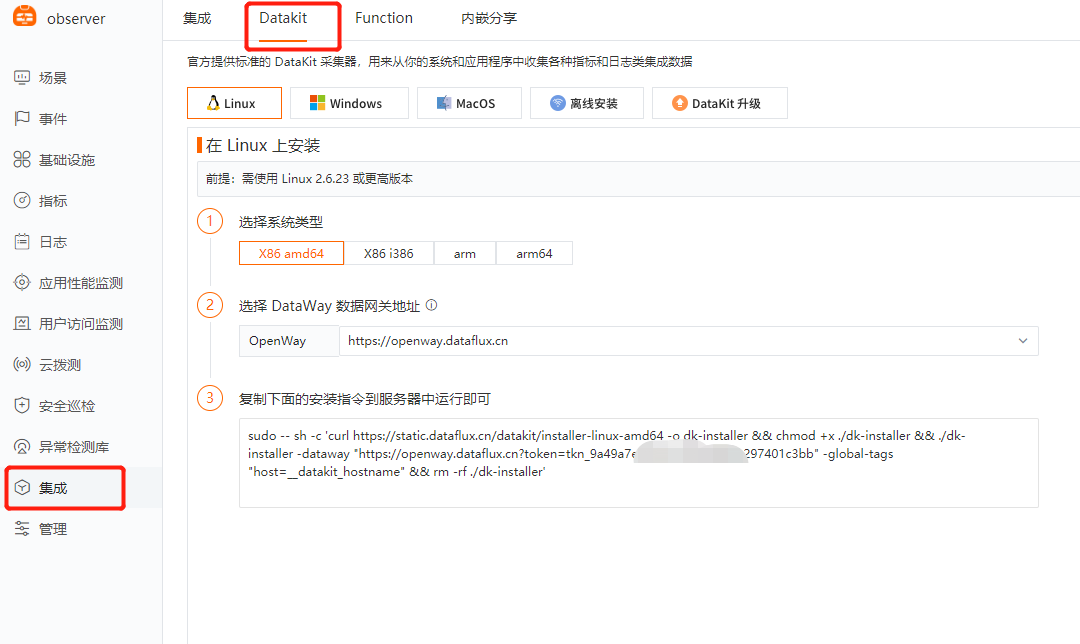 observer
集成
Datakit
Function
内嵌分享
场景
事件
基础设施
指标
日志
应用性能监测
用户访问监测
云拨测
安全巡检
异常检测库
集成
管理
官方提供标准的 DataKit 采集器，用来从你的系统和应用程序中收集各种指标和日志类集成数据
Linux
Windows
MacOS
离线安装
DataKit 升级
在 Linux 上安装
前提：需使用 Linux 2.6.23 或更高版本
1 选择系统类型
X86 amd64
X86 i386
arm
arm64
2 选择 DataWay 数据网关地址
OpenWay
https://openway.dataflux.cn
3 复制下面的安装指令到服务器中运行即可
sudo -- sh -c 'curl https://static.dataflux.cn/datakit/installer-linux-amd64 -o dk-installer && chmod +x ./dk-installer && ./dk-
installer -dataway "https://openway.dataflux.cn?token=tkn_9a49a7e 297401c3bb" -global-tags
"host=__datakit_hostname" && rm -rf ./dk-installer'